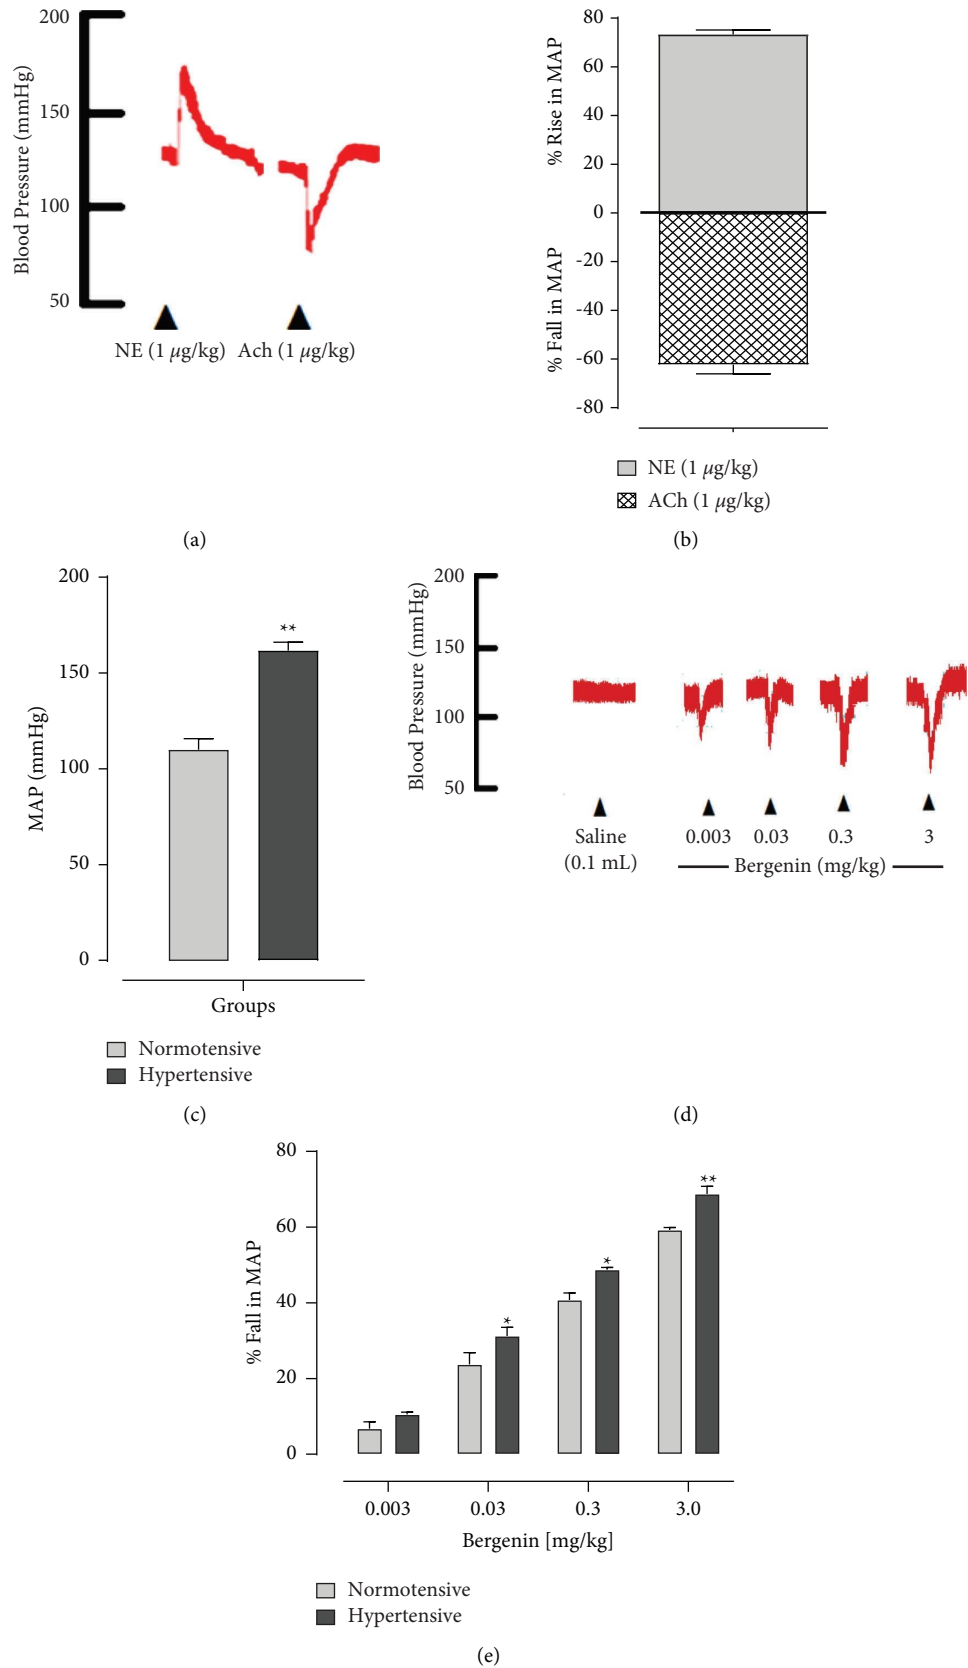 200
150
100
50
Blood Pressure (mmHg)
NE (1 μg/kg) Ach (1 μg/kg)
(a)
80
60
40
20
0
-20
-40
-60
-80
% Rise in MAP
% Fall in MAP
NE (1 μg/kg)
ACh (1 μg/kg)
(b)
200
150
100
50
0
MAP (mmHg)
**
Groups
Normotensive
Hypertensive
(c)
200
150
100
50
Blood Pressure (mmHg)
Saline
(0.1 mL)
0.003 0.03 0.3 3
Bergenin (mg/kg)
(d)
80
60
40
20
0
% Fall in MAP
* * **
0.003 0.03 0.3 3.0
Bergenin [mg/kg]
Normotensive
Hypertensive
(e)